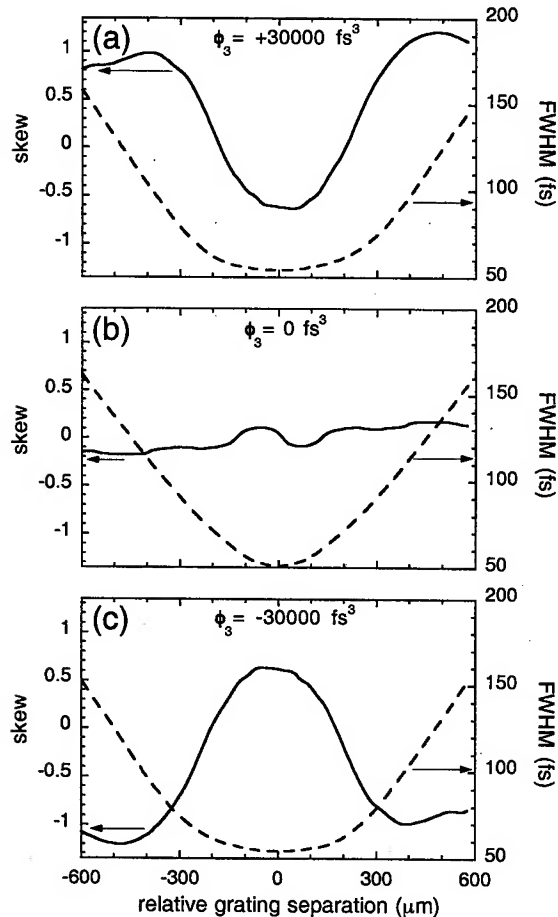 (a)
ϕ₃ = +30000 fs³
skew
1
0.5
0
-0.5
-1
200
150
100
50
FWHM (fs)
(b)
ϕ₃ = 0 fs³
skew
1
0.5
0
-0.5
-1
200
150
100
50
FWHM (fs)
(c)
ϕ₃ = -30000 fs³
skew
1
0.5
0
-0.5
-1
200
150
100
50
FWHM (fs)
-600 -300 0 300 600
relative grating separation (μm)